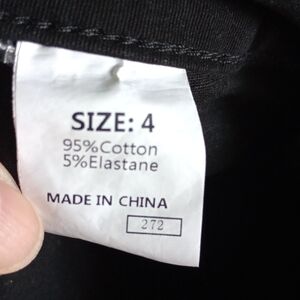 SIZE: 4
95%Cotton
5%Elastane
MADE IN CHINA
272